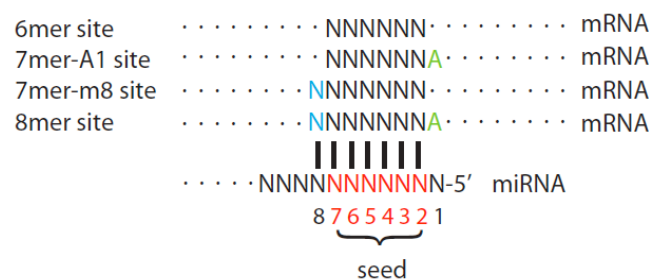 6mer site · · · · · · · · · NNNNNN · · · · · · · · · mRNA
7mer-A1 site · · · · · · · · · NNNNNNA · · · · · · · · mRNA
7mer-m8 site · · · · · · · · NNNNNNN · · · · · · · · · mRNA
8mer site · · · · · · · · NNNNNNNA · · · · · · · · mRNA
· · · · · NNNNNNNNNNN-5′ miRNA
8 7 6 5 4 3 2 1
seed